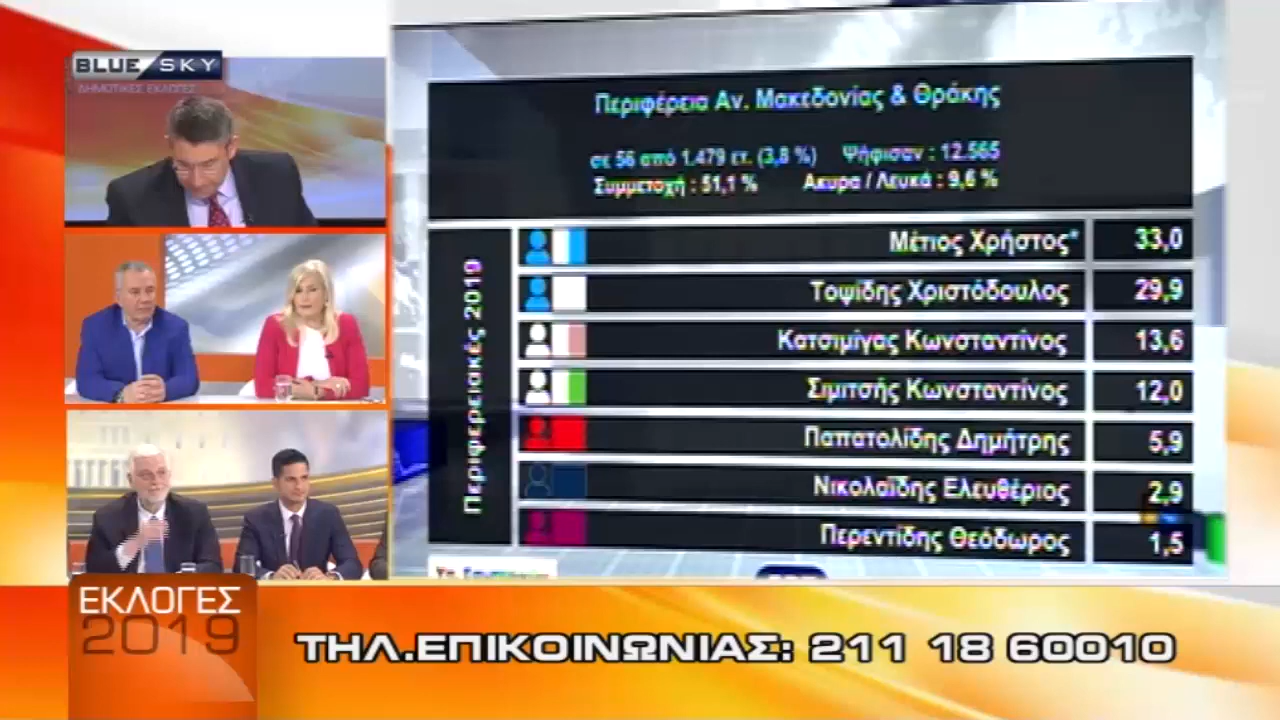 BLUE SKY
ΔΗΜΟΤΙΚΕΣ ΕΚΛΟΓΕΣ
Περιφέρεια Αν. Μακεδονίας & Θράκης
σε 56 από 1.479 ετ. (3,8 %) Ψήφισαν : 12.565
Συμμετοχή : 51,1 % Ακυρα / Λευκά : 9,6 %
Περιφερειακές 2019
Μέτιος Χρήστος* 33,0
Τοψίδης Χριστόδουλος 29,9
Κατσιμίγας Κωνσταντίνος 13,6
Σιμιτσής Κωνσταντίνος 12,0
Παπατολίδης Δημήτρης 5,9
Νικολαΐδης Ελευθέριος 2,9
Περεντίδης Θεόδωρος 1,5
ΕΚΛΟΓΕΣ
2019
ΤΗΛ.ΕΠΙΚΟΙΝΩΝΙΑΣ: 211 18 60010